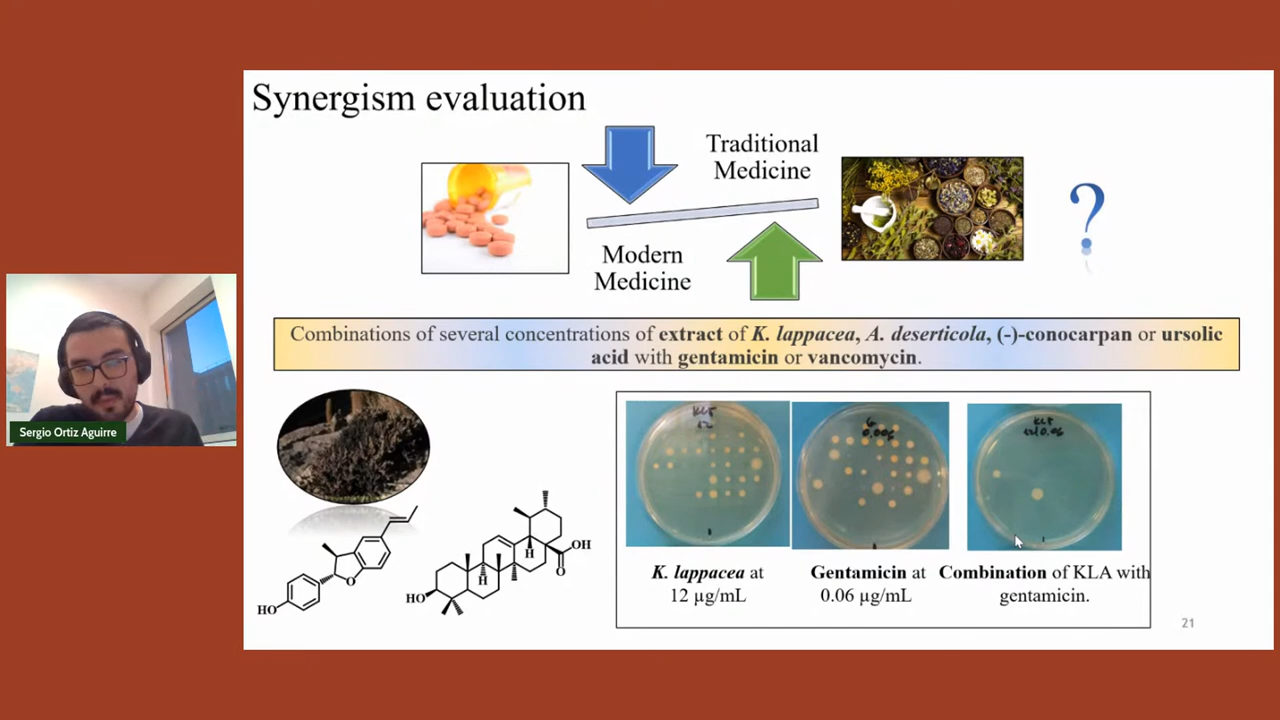 Synergism evaluation
Traditional
Medicine
Modern
Medicine
?
Combinations of several concentrations of extract of K. lappacea, A. deserticola, (-)-conocarpan or ursolic
acid with gentamicin or vancomycin.
Sergio Ortiz Aguirre
HO
O
HO
H
H
OH
O
0.006
K. lappacea at
12 µg/mL
Gentamicin at
0.06 µg/mL
Combination of KLA with
gentamicin.
21